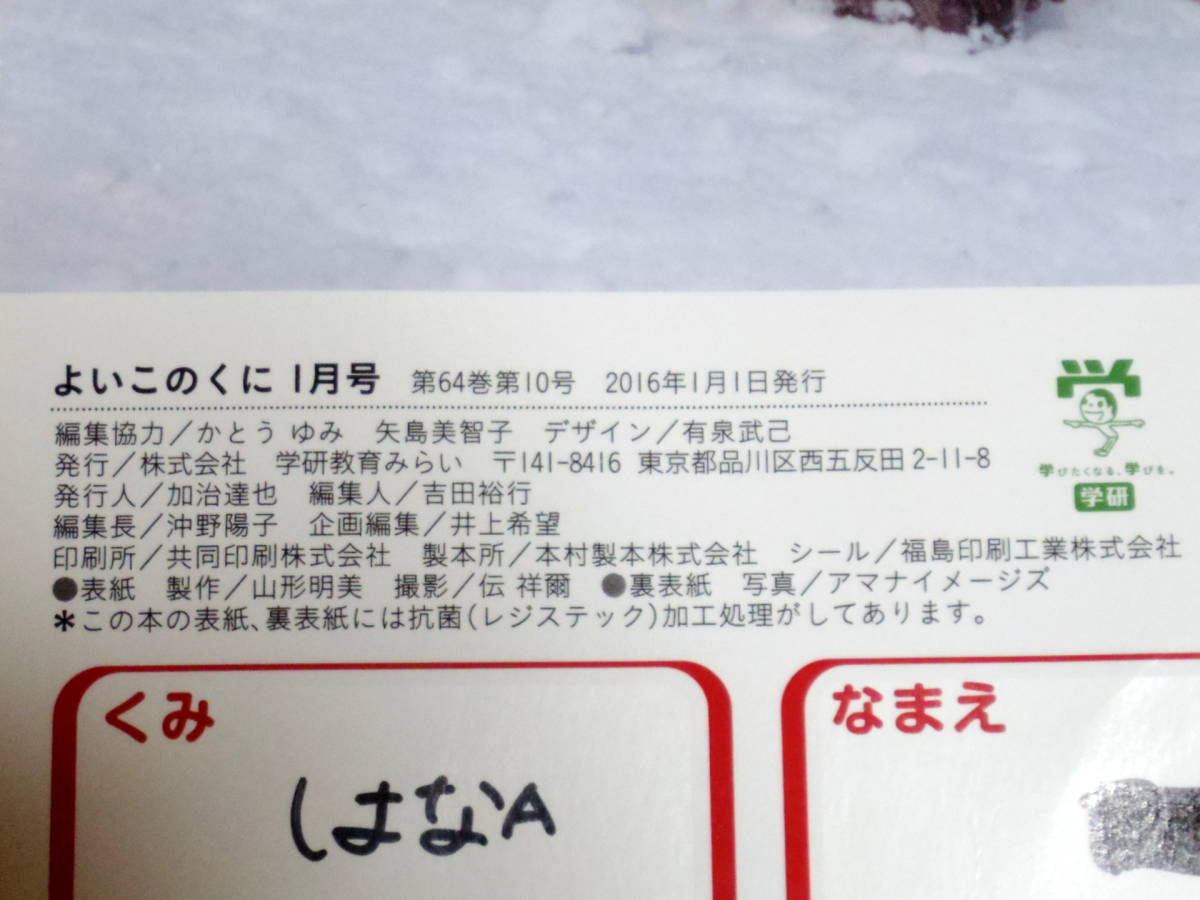 よいこのくに 1月号 第64巻第10号 2016年1月1日発行
編集協力／かとう ゆみ 矢島美智子 デザイン／有泉武己
発行／株式会社 学研教育みらい 〒141-8416 東京都品川区西五反田2-11-8
発行人／加治達也 編集人／吉田裕行
編集長／沖野陽子 企画編集／井上希望
印刷所／共同印刷株式会社 製本所／本村製本株式会社 シール／福島印刷工業株式会社
●表紙 製作／山形明美 撮影／伝 祥爾 ●裏表紙 写真／アマナイメージズ
＊この本の表紙、裏表紙には抗菌(レジステック)加工処理がしてあります。
学びたくなる、学びを。
学研
くみ
はなA
なまえ